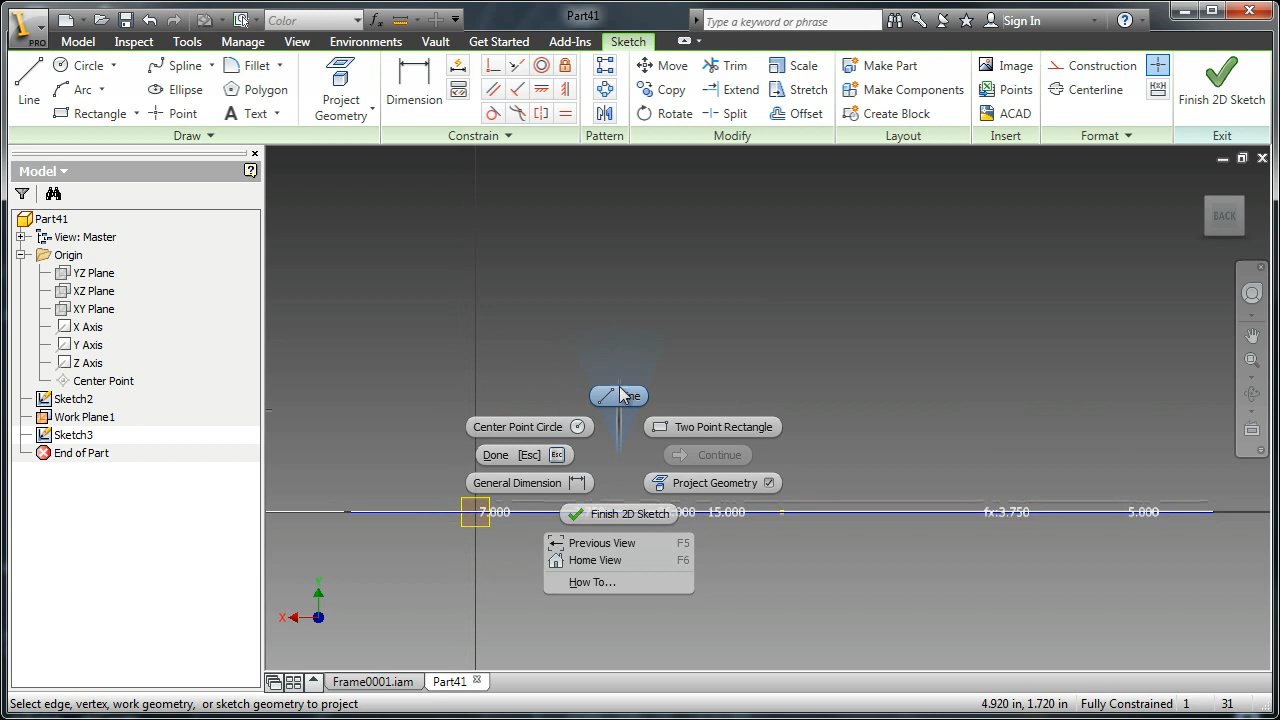 Color
Part41
Type a keyword or phrase
Sign In
PRO
Model Inspect Tools Manage View Environments Vault Get Started Add-Ins Sketch
Line
Circle
Arc
Rectangle
Spline
Ellipse
Point
Fillet
Polygon
Text
Project
Geometry
Dimension
Move
Copy
Rotate
Trim
Extend
Split
Scale
Stretch
Offset
Make Part
Make Components
Create Block
Image
Points
ACAD
Construction
Centerline
Finish 2D Sketch
Draw Constrain Pattern Modify Layout Insert Format Exit
Model
Part41
View: Master
Origin
YZ Plane
XZ Plane
XY Plane
X Axis
Y Axis
Z Axis
Center Point
Sketch2
Work Plane1
Sketch3
End of Part
BACK
Center Point Circle
Two Point Rectangle
Done [Esc] Esc
Continue
General Dimension
Project Geometry
7.000 Finish 2D Sketch 15.000 fx:3.750 5.000
Previous View F5
Home View F6
How To...
Y
X
Frame0001.iam Part41
Select edge, vertex, work geometry, or sketch geometry to project 4.920 in, 1.720 in Fully Constrained 1 31